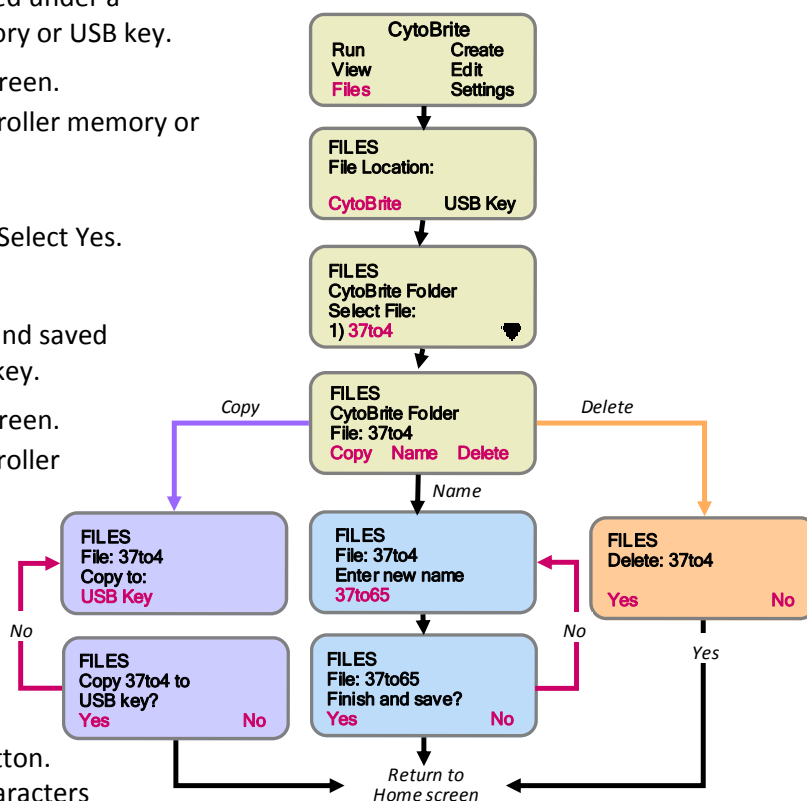 ed under a
ory or USB key.
reen.
roller memory or
Select Yes.
nd saved
key.
reen.
roller
tton.
aracters
CytoBrite
Run Create
View Edit
Files Settings
FILES
File Location:
CytoBrite USB Key
FILES
CytoBrite Folder
Select File:
1) 37to4
FILES
CytoBrite Folder
File: 37to4
Copy Name Delete
Copy
Name
Delete
FILES
File: 37to4
Copy to:
USB Key
No
FILES
Copy 37to4 to
USB key?
Yes No
FILES
File: 37to4
Enter new name
37to65
No
FILES
File: 37to65
Finish and save?
Yes No
FILES
Delete: 37to4
Yes No
Yes
Return to
Home screen